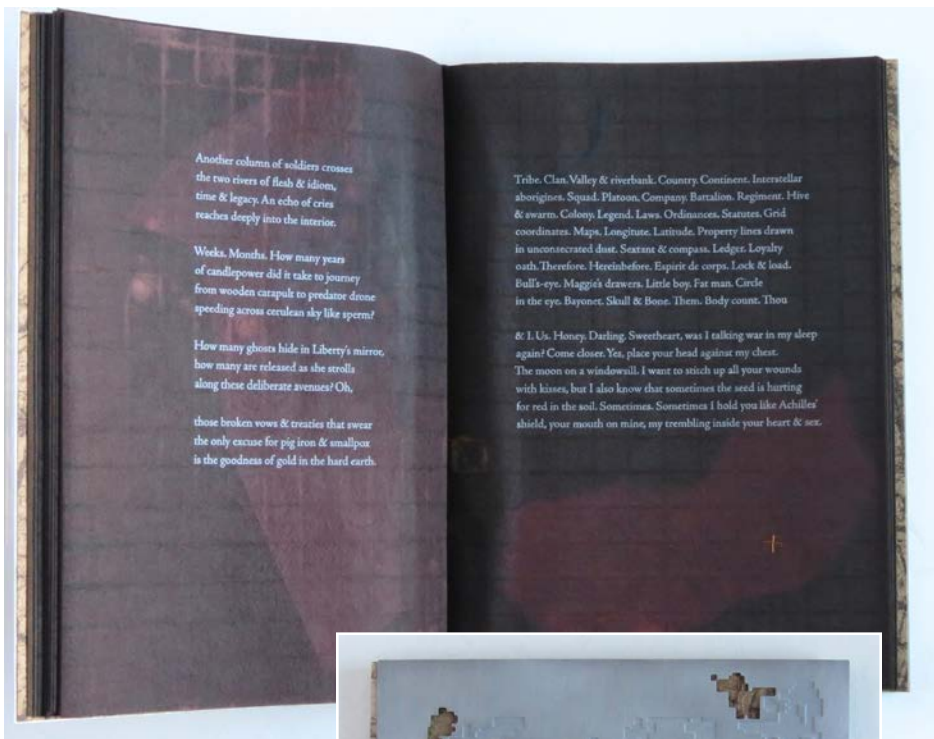 Another column of soldiers crosses
the two rivers of flesh & idiom,
time & legacy. An echo of cries
reaches deeply into the interior.
Weeks. Months. How many years
of candlepower did it take to journey
from wooden catapult to predator drone
speeding across cerulean sky like sperm?
How many ghosts hide in Liberty's mirror,
how many are released as she strolls
along these deliberate avenues? Oh,
those broken vows & treaties that swear
the only excuse for pig iron & smallpox
is the goodness of gold in the hard earth.
Tribe. Clan. Valley & riverbank. Country. Continent. Interstellar
aborigines. Squad. Platoon. Company. Battalion. Regiment. Hive
& swarm. Colony. Legend. Laws. Ordinances. Statutes. Grid
coordinates. Maps. Longitute. Latitude. Property lines drawn
in unconsecrated dust. Sextant & compass. Ledger. Loyalty
oath. Therefore. Hereinbefore. Espirit de corps. Lock & load.
Bull's-eye. Maggie's drawers. Little boy. Fat man. Circle
in the eye. Bayonet. Skull & Bone. Them. Body count. Thou
& I. Us. Honey. Darling. Sweetheart, was I talking war in my sleep
again? Come closer. Yes, place your head against my chest.
The moon on a windowsill. I want to stitch up all your wounds
with kisses, but I also know that sometimes the seed is hurting
for red in the soil. Sometimes. Sometimes I hold you like Achilles'
shield, your mouth on mine, my trembling inside your heart & sex.